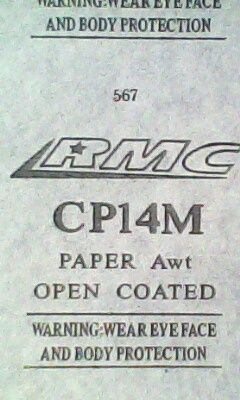 WARNING:WEAR EYE FACE
AND BODY PROTECTION
567
RMC
CP14M
PAPER Awt
OPEN COATED
WARNING:WEAR EYE FACE
AND BODY PROTECTION